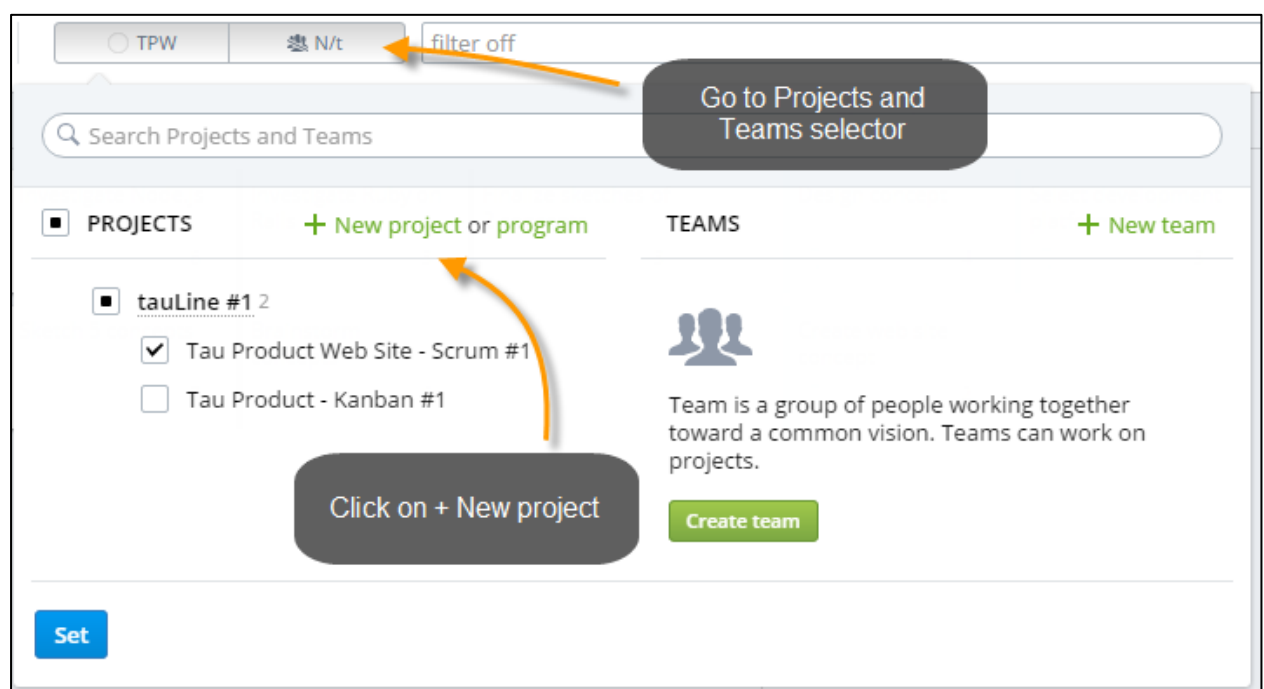 TPW
N/t
filter off
Go to Projects and
Teams selector
Search Projects and Teams
PROJECTS
+ New project or program
TEAMS
+ New team
tauLine #1 2
Tau Product Web Site - Scrum #1
Tau Product - Kanban #1
Team is a group of people working together
toward a common vision. Teams can work on
projects.
Click on + New project
Create team
Set